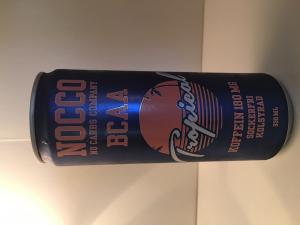 NOCCO
NO CARBS COMPANY
BCAA
Tropical
KOFFEIN 180 MG
SOCKERFRI
KOLSYRAD
330 ML